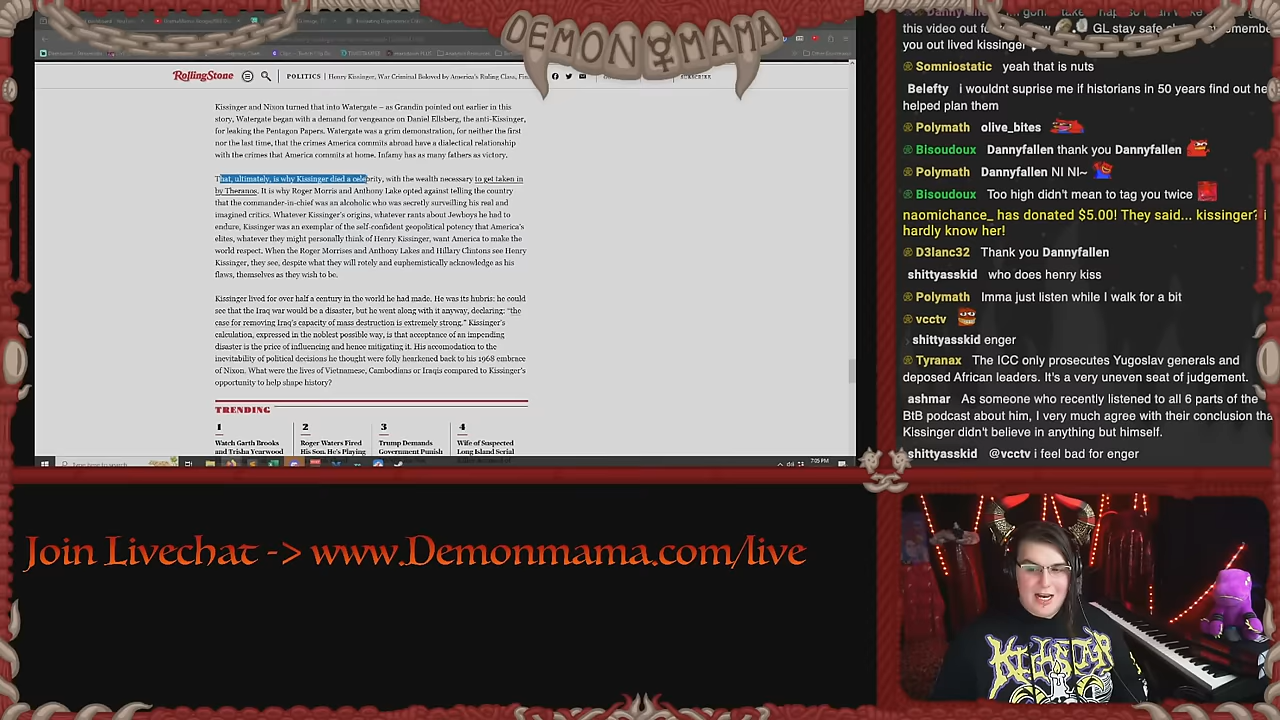 DEMON MAMA
RollingStone
POLITICS
Henry Kissinger, War Criminal Beloved by America's Ruling Class, Fin
Kissinger and Nixon turned that into Watergate – as Grandin pointed out earlier in this
story, Watergate began with a demand for vengeance on Daniel Ellsberg, the anti-Kissinger,
for leaking the Pentagon Papers. Watergate was a grim demonstration, for neither the first
nor the last time, that the crimes America commits abroad have a dialectical relationship
with the crimes that America commits at home. Infamy has as many fathers as victory.
That, ultimately, is why Kissinger died a celebrity, with the wealth necessary to get taken in
by Theranos. It is why Roger Morris and Anthony Lake opted against telling the country
that the commander-in-chief was an alcoholic who was secretly surveilling his real and
imagined critics. Whatever Kissinger's origins, whatever rants about Jewboys he had to
endure, Kissinger was an exemplar of the self-confident geopolitical potency that America's
elites, whatever they might personally think of Henry Kissinger, want America to make the
world respect. When the Roger Morrises and Anthony Lakes and Hillary Clintons see Henry
Kissinger, they see, despite what they will rotely and euphemistically acknowledge as his
flaws, themselves as they wish to be.
Kissinger lived for over half a century in the world he had made. He was its hubris: he could
see that the Iraq war would be a disaster, but he went along with it anyway, declaring: "the
case for removing Iraq's capacity of mass destruction is extremely strong." Kissinger's
calculation, expressed in the noblest possible way, is that acceptance of an impending
disaster is the price of influencing and hence mitigating it. His accomodation to the
inevitability of political decisions he thought were folly hearkened back to his 1968 embrace
of Nixon. What were the lives of Vietnamese, Cambodians or Iraqis compared to Kissinger's
opportunity to help shape history?
TRENDING
1 2 3 4
Watch Garth Brooks Roger Waters Fired Trump Demands Wife of Suspected
and Trisha Yearwood His Son. He's Playing Government Punish Long Island Serial
7:05 PM
this video out
GL stay safe
you out lived kissinger
Somniostatic yeah that is nuts
Belefty i wouldnt suprise me if historians in 50 years find out he
helped plan them
Polymath olive_bites
Bisoudoux Dannyfallen thank you Dannyfallen
Polymath Dannyfallen NI NI~
Bisoudoux Too high didn't mean to tag you twice
naomichance_ has donated $5.00! They said... kissinger? i
hardly know her!
D3lanc32 Thank you Dannyfallen
shittyasskid who does henry kiss
Polymath Imma just listen while I walk for a bit
vcctv
shittyasskid enger
Tyranax The ICC only prosecutes Yugoslav generals and
deposed African leaders. It's a very uneven seat of judgement.
ashmar As someone who recently listened to all 6 parts of the
BtB podcast about him, I very much agree with their conclusion tha
Kissinger didn't believe in anything but himself.
shittyasskid @vcctv i feel bad for enger
Join Livechat -> www.Demonmama.com/live